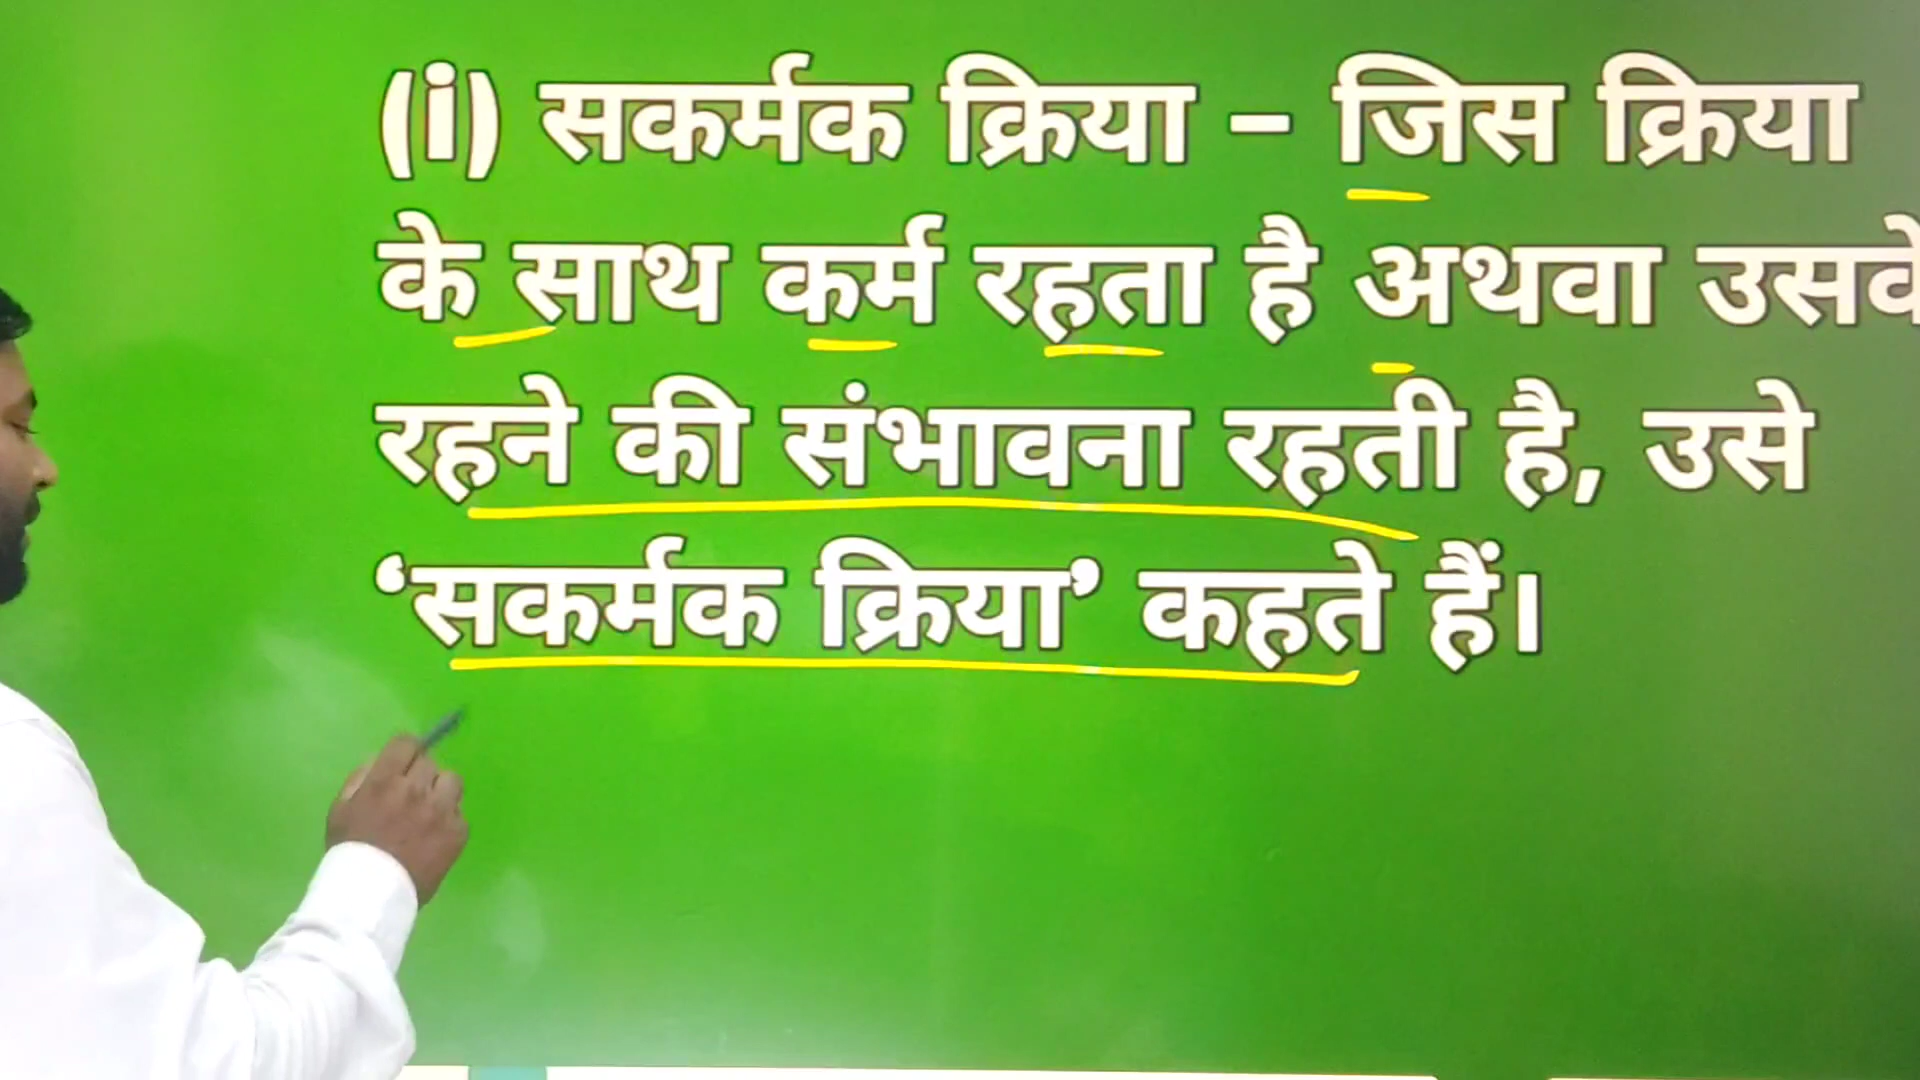 (i) सकर्मक क्रिया – जिस क्रिया
के साथ कर्म रहता है अथवा उसके
रहने की संभावना रहती है, उसे
‘सकर्मक क्रिया’ कहते हैं।